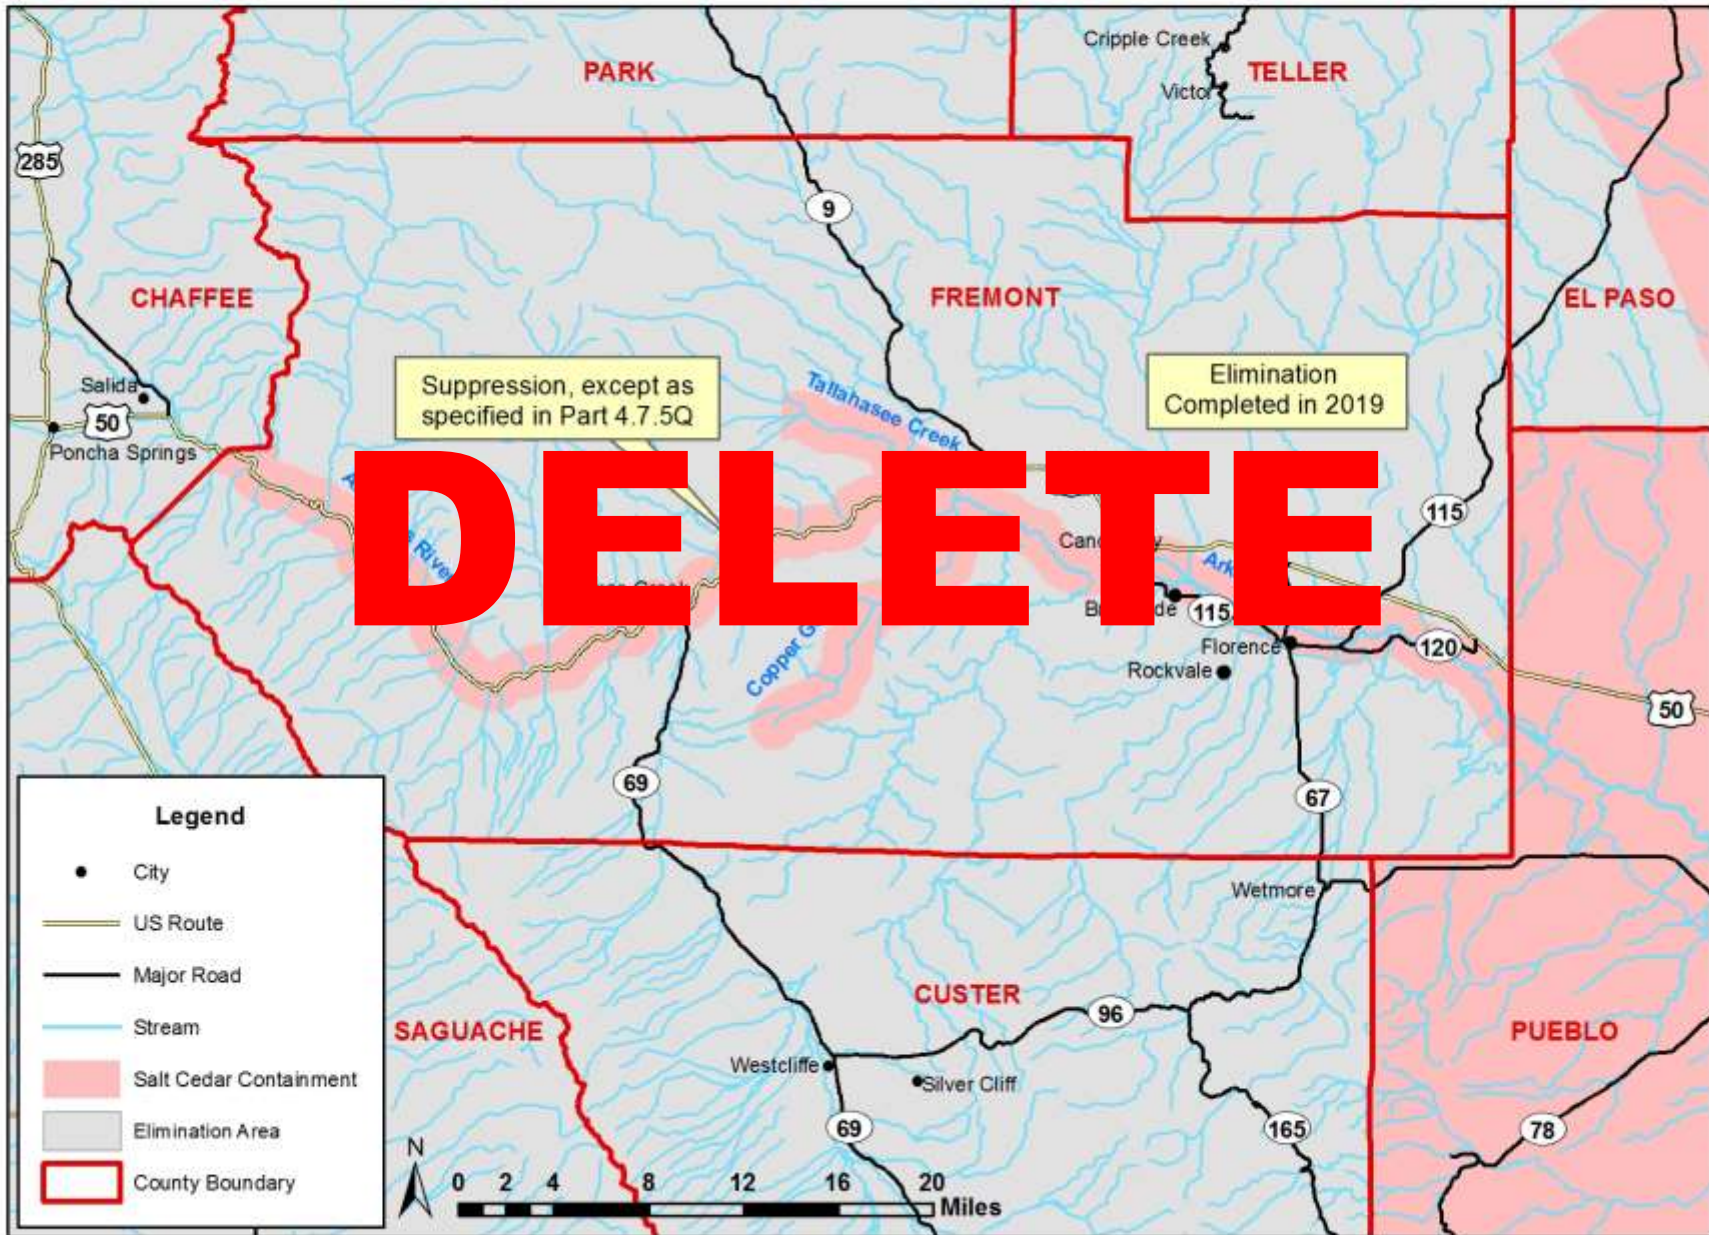 Cripple Creek
PARK
TELLER
Victor
285
9
CHAFFEE
FREMONT
EL PASO
Suppression, except as
specified in Part 4.7.5Q
Elimination
Completed in 2019
Tallahasee Creek
Salida
50
Poncha Springs
DELETE
115
River
Copper
115
Florence
120
Rockvale
50
69
67
Legend
City
US Route
Major Road
Stream
Salt Cedar Containment
Elimination Area
County Boundary
Wetmore
CUSTER
96
SAGUACHE
PUEBLO
Westcliffe
Silver Cliff
69
165
78
N
0 2 4 8 12 16 20
Miles